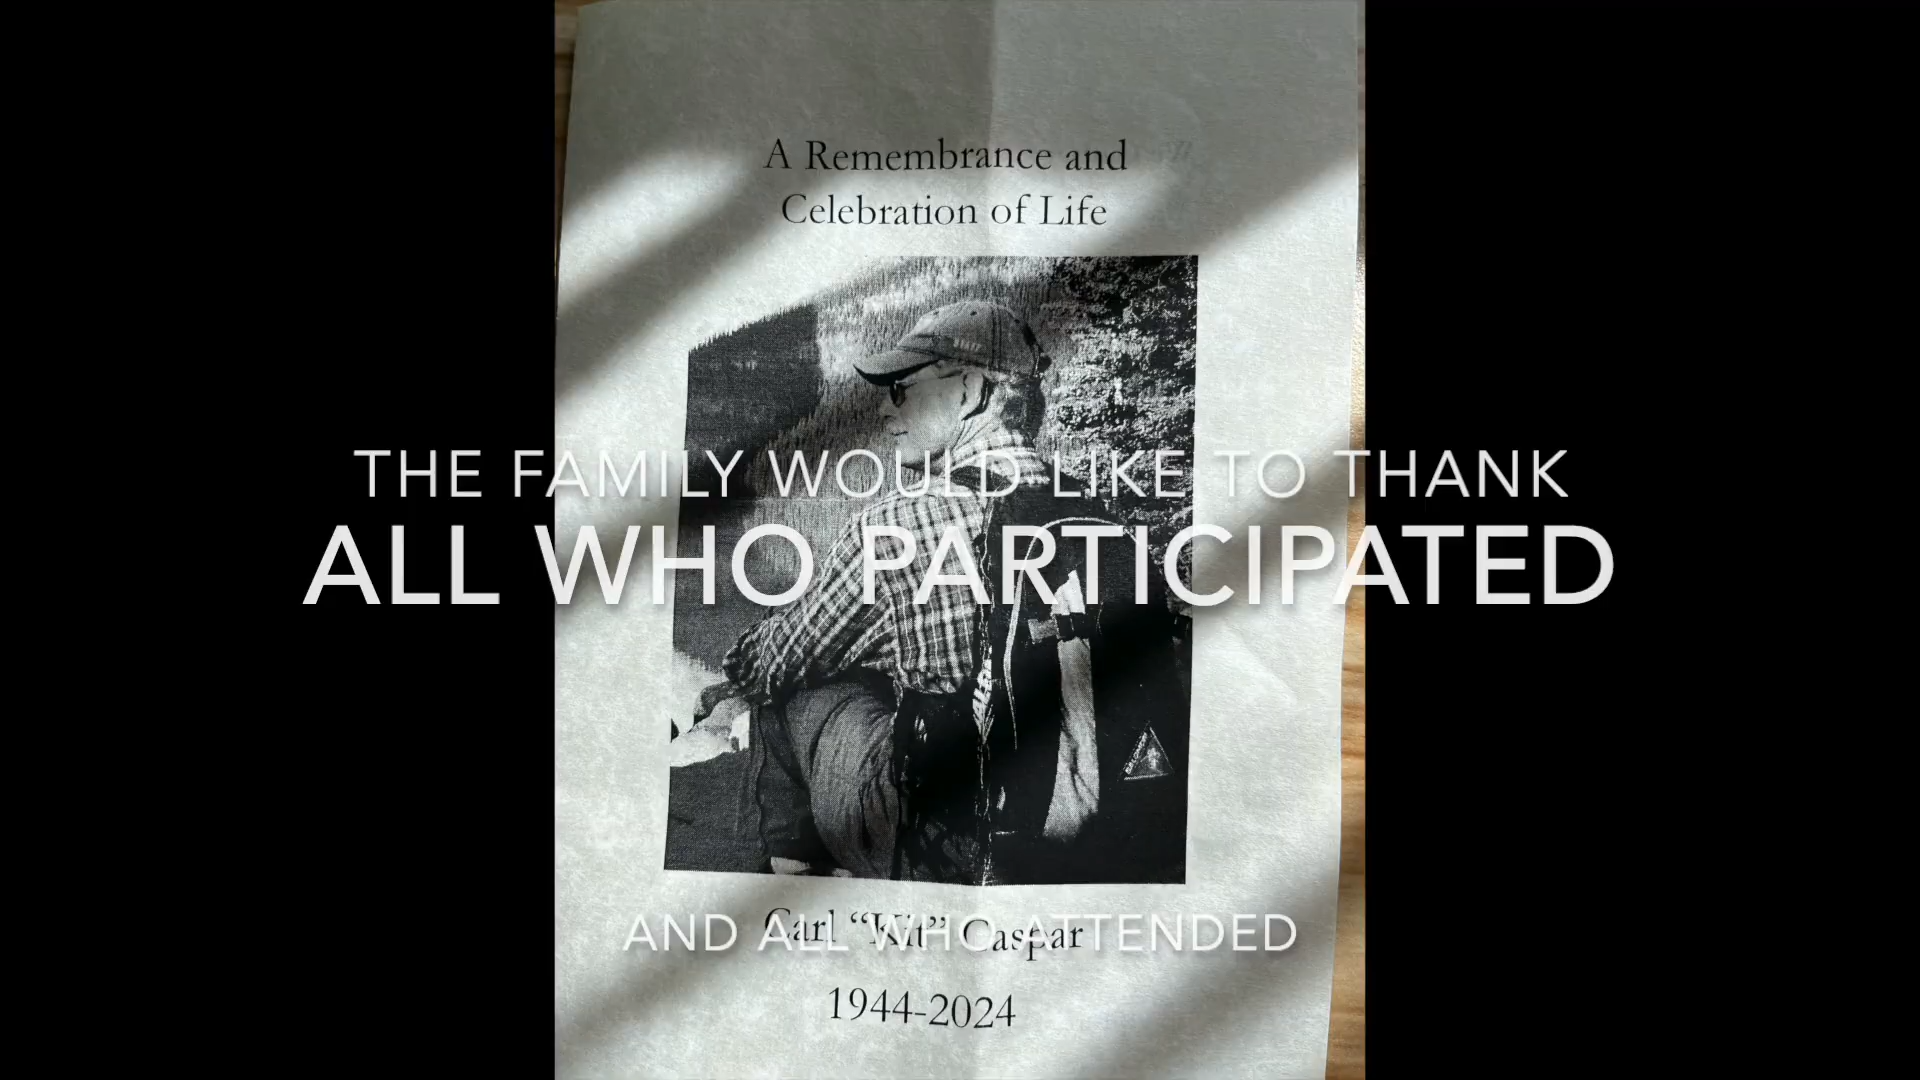 A Remembrance and
Celebration of Life
THE FAMILY WOULD LIKE TO THANK
ALL WHO PARTICIPATED
Carl “Kit” Caspar
AND ALL WHO ATTENDED
1944-2024